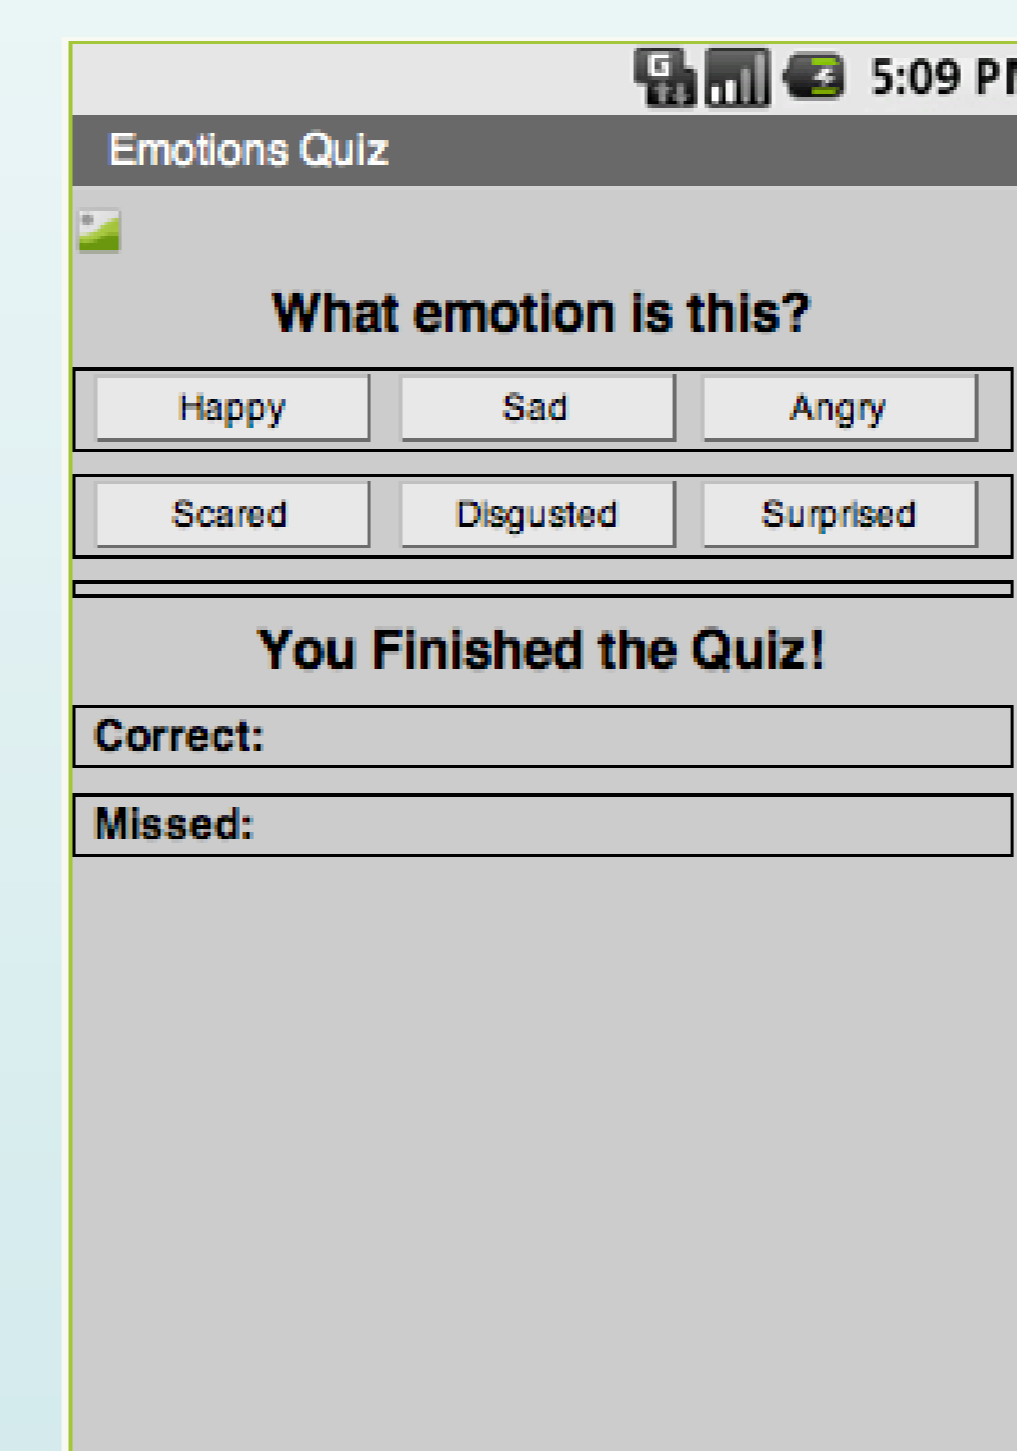 5:09 PM
Emotions Quiz
What emotion is this?
Happy Sad Angry
Scared Disgusted Surprised
You Finished the Quiz!
Correct:
Missed: